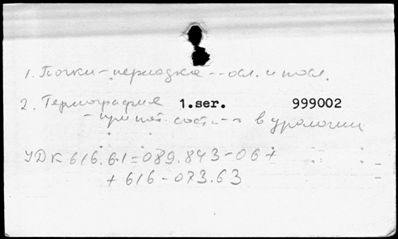 1. Почки-пересадка-осл. и посл.
2. Термография 1.ser. 999002
-при пат. сост.-в урологии
УДК 616.61=089.843-06+
+616-073.63